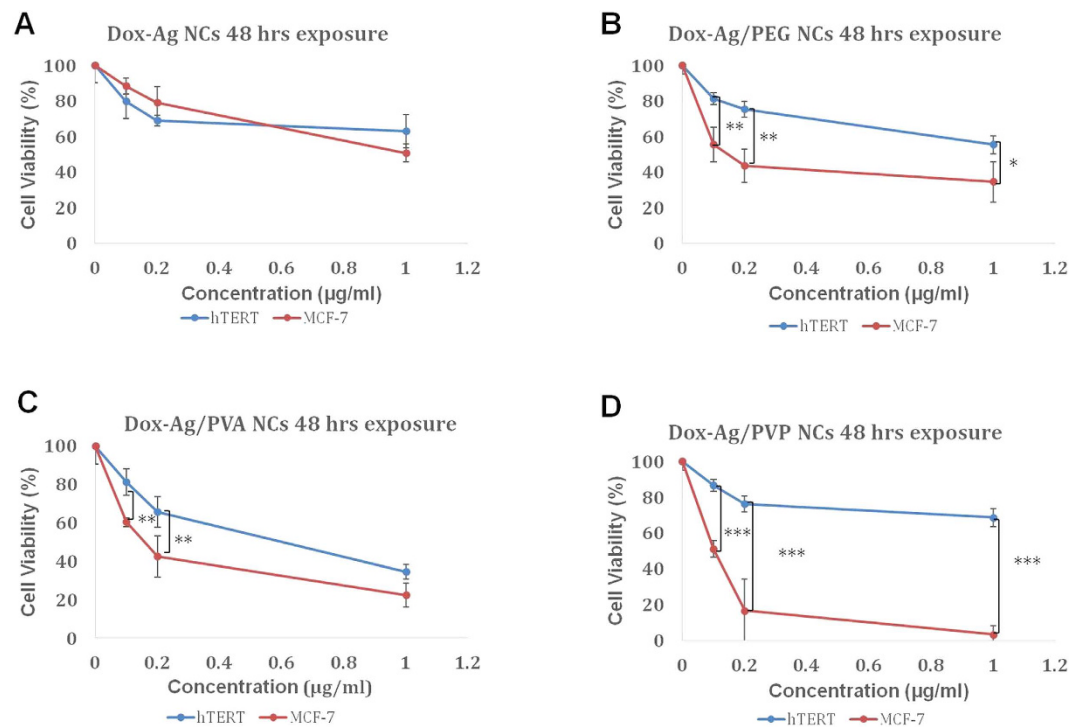 A
Dox-Ag NCs 48 hrs exposure
Cell Viability (%)
100
80
60
40
20
0
0 0.2 0.4 0.6 0.8 1 1.2
Concentration (µg/ml)
hTERT MCF-7
B
Dox-Ag/PEG NCs 48 hrs exposure
Cell Viability (%)
100
80
60
40
20
0
**
**
*
0 0.2 0.4 0.6 0.8 1 1.2
Concentration (µg/ml)
hTERT MCF-7
C
Dox-Ag/PVA NCs 48 hrs exposure
Cell Viability (%)
100
80
60
40
20
0
**
**
0 0.2 0.4 0.6 0.8 1 1.2
Concentration (µg/ml)
hTERT MCF-7
D
Dox-Ag/PVP NCs 48 hrs exposure
Cell Viability (%)
100
80
60
40
20
0
***
***
***
0 0.2 0.4 0.6 0.8 1 1.2
Concentration (µg/ml)
hTERT MCF-7